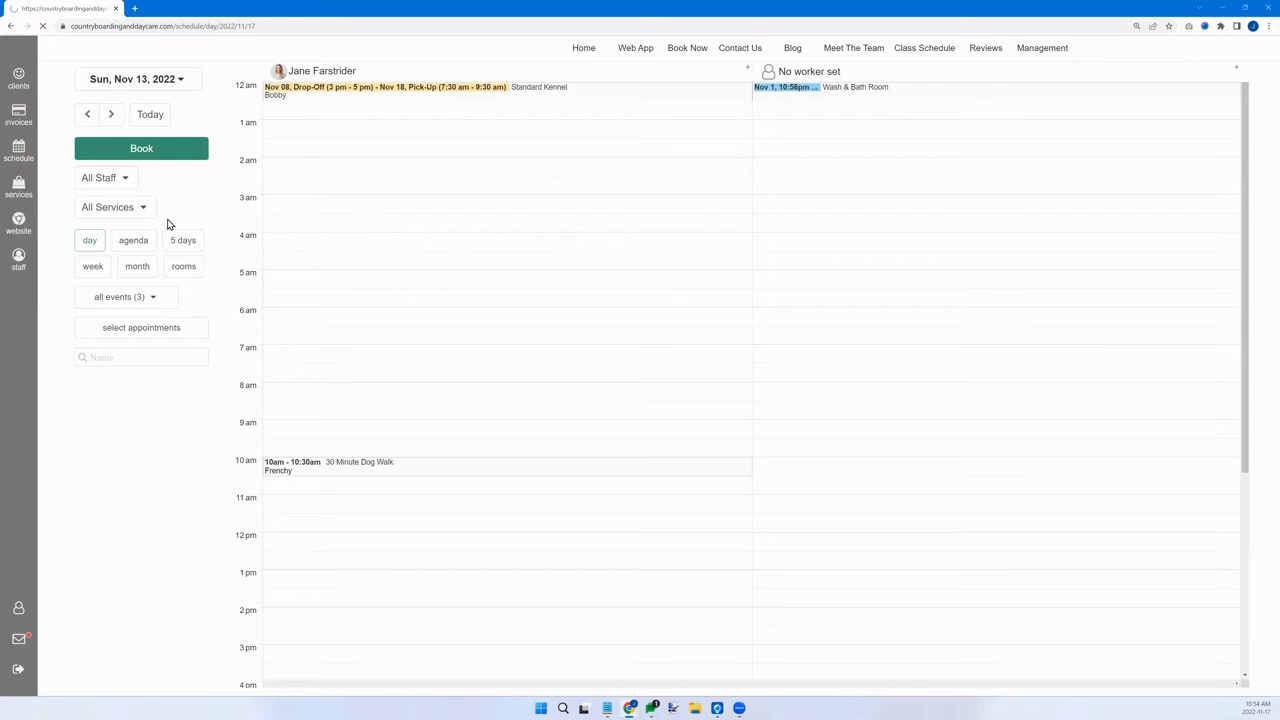 https://countryboardinganddaycare.c
countryboardinganddaycare.com/schedule/day/2022/11/17
Home Web App Book Now Contact Us Blog Meet The Team Class Schedule Reviews Management
clients
invoices
schedule
services
website
staff
Sun, Nov 13, 2022
Today
Book
All Staff
All Services
day agenda 5 days
week month rooms
all events (3)
select appointments
Name
Jane Farstrider
No worker set
12 am
Nov 08, Drop-Off (3 pm - 5 pm) - Nov 18, Pick-Up (7:30 am - 9:30 am) Standard Kennel
Bobby
Nov 1, 10:56pm ... Wash & Bath Room
1 am
2 am
3 am
4 am
5 am
6 am
7 am
8 am
9 am
10 am
10am - 10:30am 30 Minute Dog Walk
Frenchy
11 am
12 pm
1 pm
2 pm
3 pm
4 pm
10:54 AM
2022-11-17